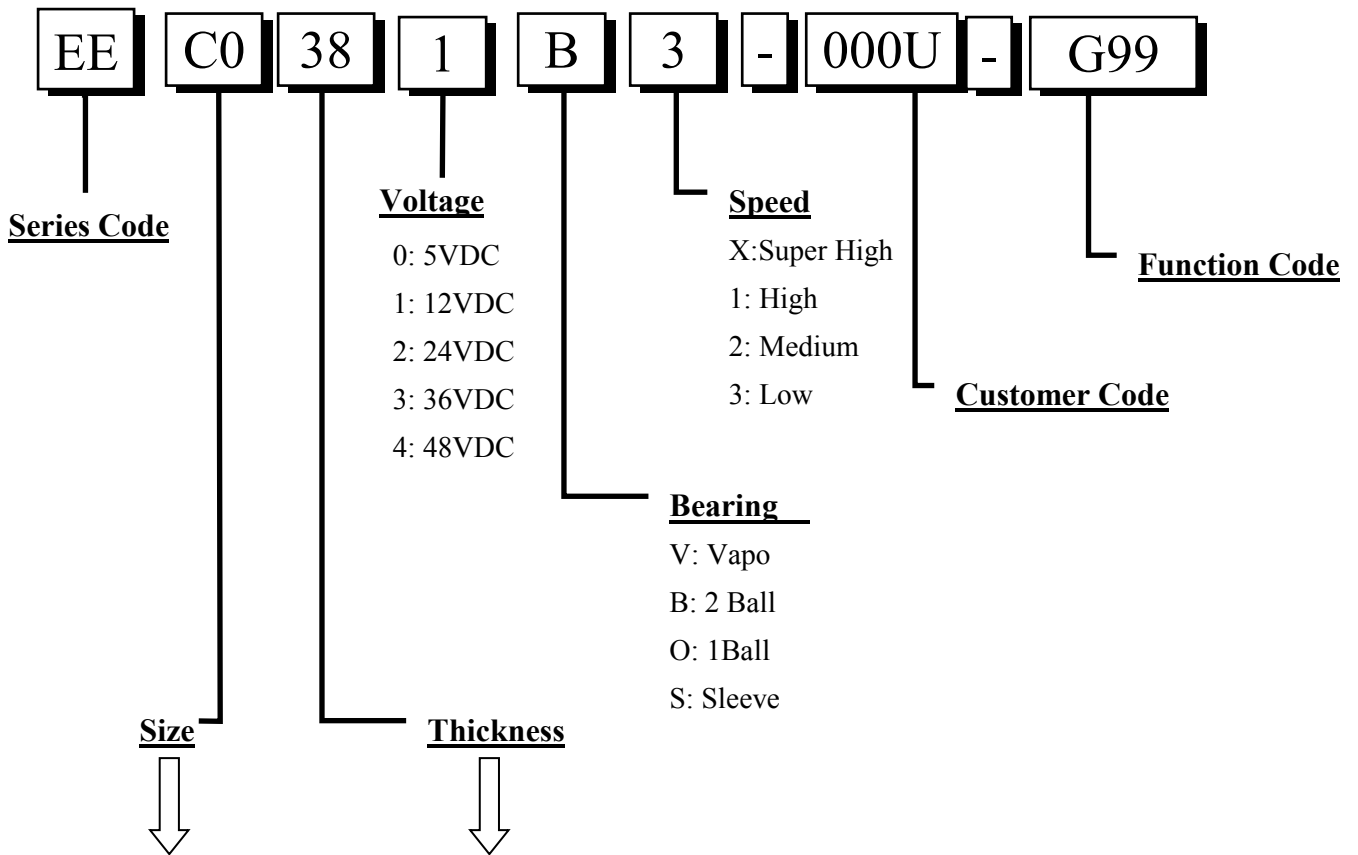 EE C0 38 1 B 3 - 000U - G99
Series Code
Voltage
0: 5VDC
1: 12VDC
2: 24VDC
3: 36VDC
4: 48VDC
Speed
X:Super High
1: High
2: Medium
3: Low
Function Code
Customer Code
Bearing
V: Vapo
B: 2 Ball
O: 1Ball
S: Sleeve
Size
Thickness